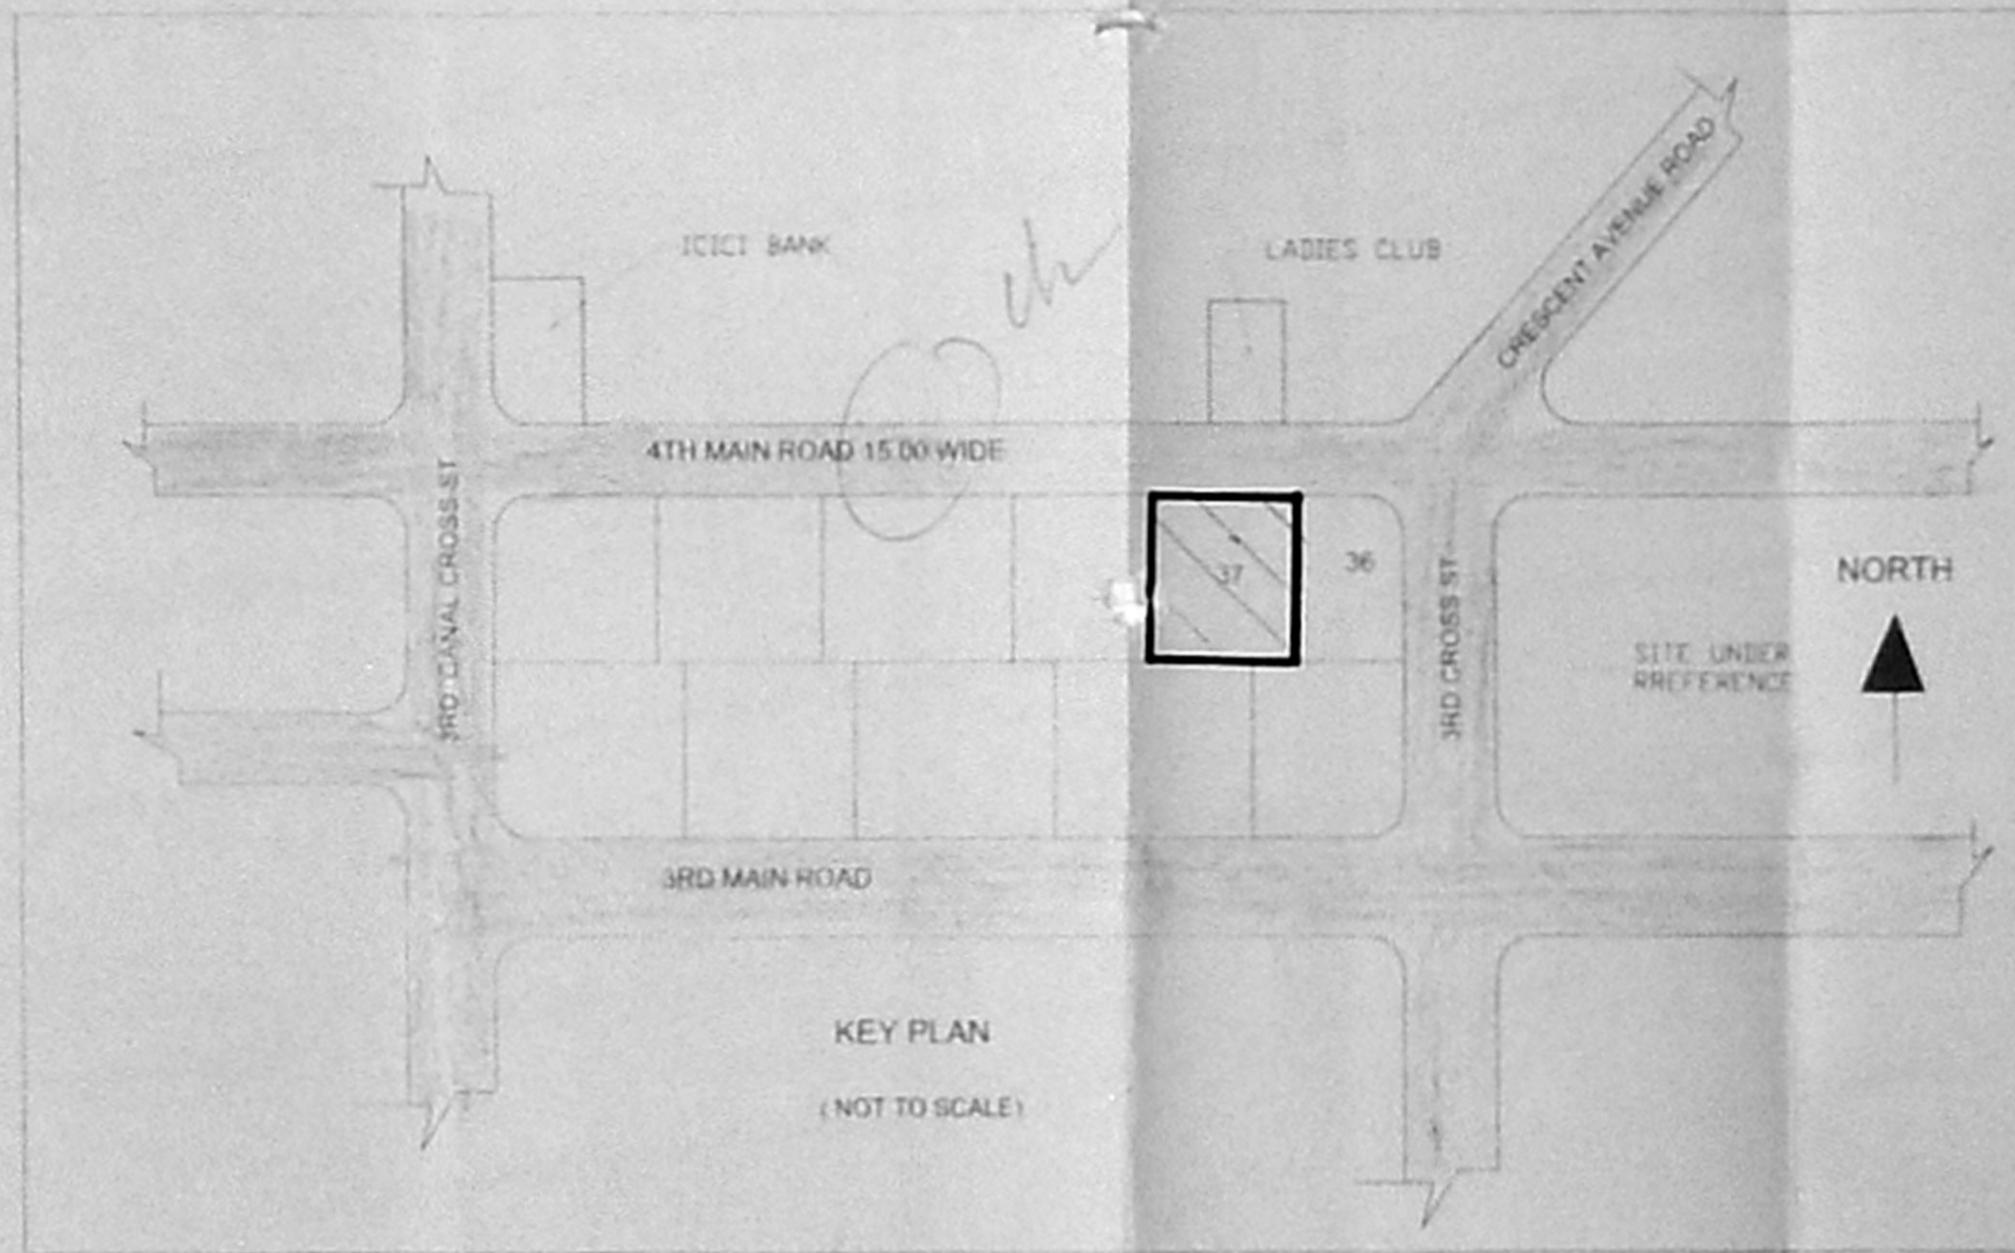 CRESCENT AVENUE ROAD
ICICI BANK
LADIES CLUB
4TH MAIN ROAD 15.00 WIDE
3RD CANAL CROSS ST
37
36
3RD CROSS ST
NORTH
SITE UNDER
RREFERENCE
3RD MAIN ROAD
KEY PLAN
(NOT TO SCALE)